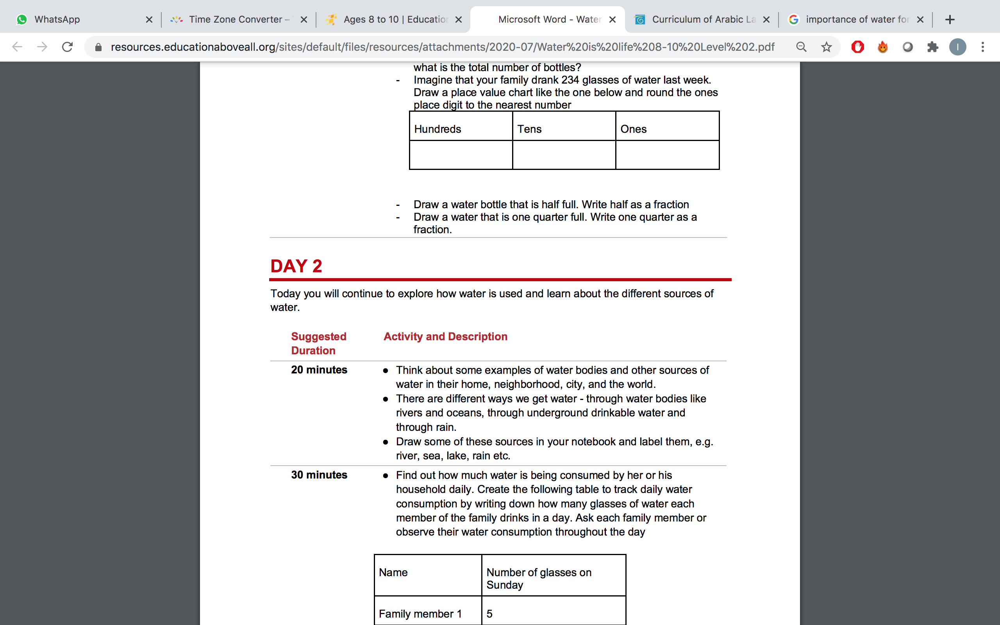 WhatsApp
Time Zone Converter –
Ages 8 to 10 | Education
Microsoft Word - Water
Curriculum of Arabic La
importance of water for
resources.educationaboveall.org/sites/default/files/resources/attachments/2020-07/Water%20is%20life%208-10%20Level%202.pdf
I
what is the total number of bottles?
- Imagine that your family drank 234 glasses of water last week.
Draw a place value chart like the one below and round the ones
place digit to the nearest number
Hundreds Tens Ones
- Draw a water bottle that is half full. Write half as a fraction
- Draw a water that is one quarter full. Write one quarter as a
fraction.
DAY 2
Today you will continue to explore how water is used and learn about the different sources of
water.
Suggested
Duration
Activity and Description
20 minutes
● Think about some examples of water bodies and other sources of
water in their home, neighborhood, city, and the world.
● There are different ways we get water - through water bodies like
rivers and oceans, through underground drinkable water and
through rain.
● Draw some of these sources in your notebook and label them, e.g.
river, sea, lake, rain etc.
30 minutes
● Find out how much water is being consumed by her or his
household daily. Create the following table to track daily water
consumption by writing down how many glasses of water each
member of the family drinks in a day. Ask each family member or
observe their water consumption throughout the day
Name
Number of glasses on
Sunday
Family member 1 5